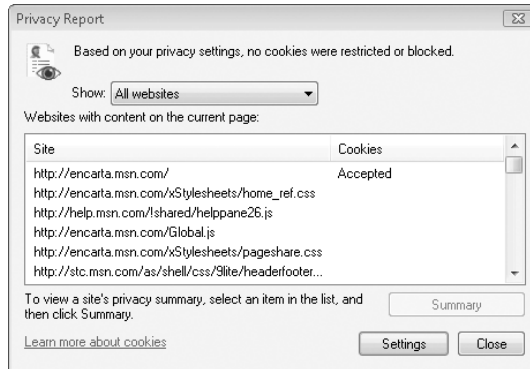 Privacy Report
Based on your privacy settings, no cookies were restricted or blocked.
Show: All websites
Websites with content on the current page:
Site Cookies
http://encarta.msn.com/ Accepted
http://encarta.msn.com/xStylesheets/home_ref.css
http://help.msn.com/!shared/helppane26.js
http://encarta.msn.com/Global.js
http://encarta.msn.com/xStylesheets/pageshare.css
http://stc.msn.com/as/shell/css/9lite/headerfooter...
To view a site's privacy summary, select an item in the list, and
then click Summary.
Summary
Learn more about cookies
Settings Close